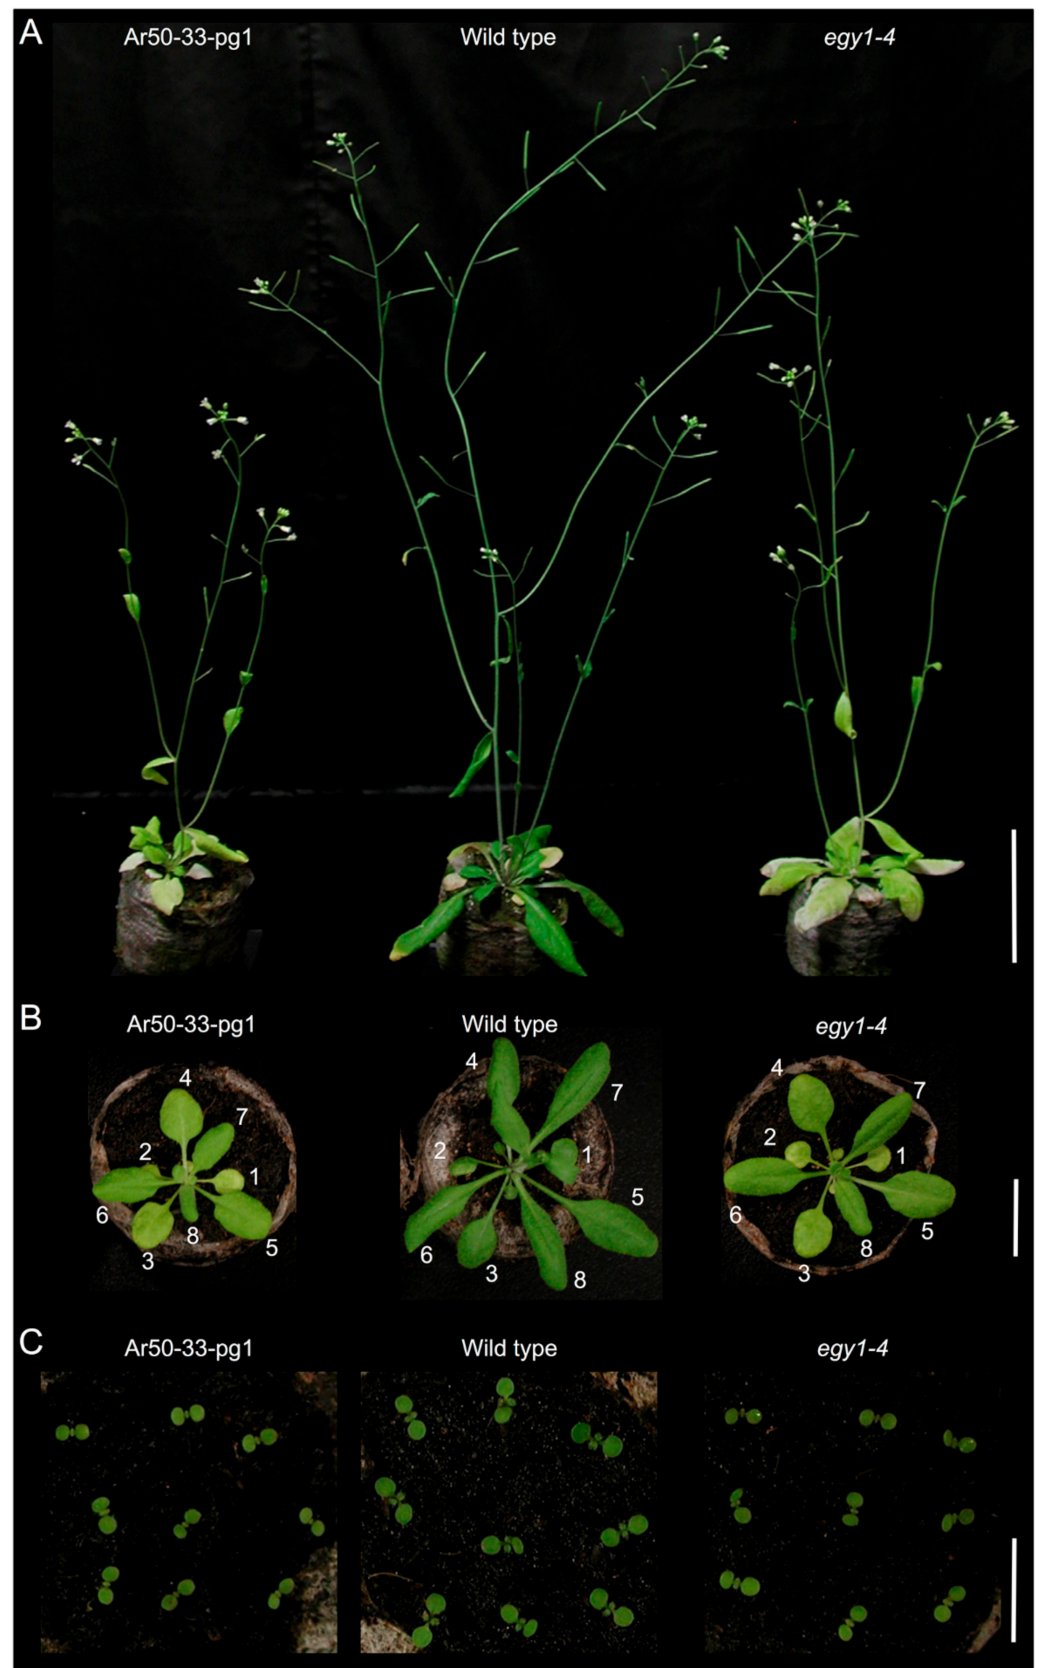 A
Ar50-33-pg1 Wild type egy1-4
B
Ar50-33-pg1 Wild type egy1-4
4 7 2 1 6 8 5 3
4 7 2 1 5 6 3 8
4 7 2 1 6 5 8 3
C
Ar50-33-pg1 Wild type egy1-4